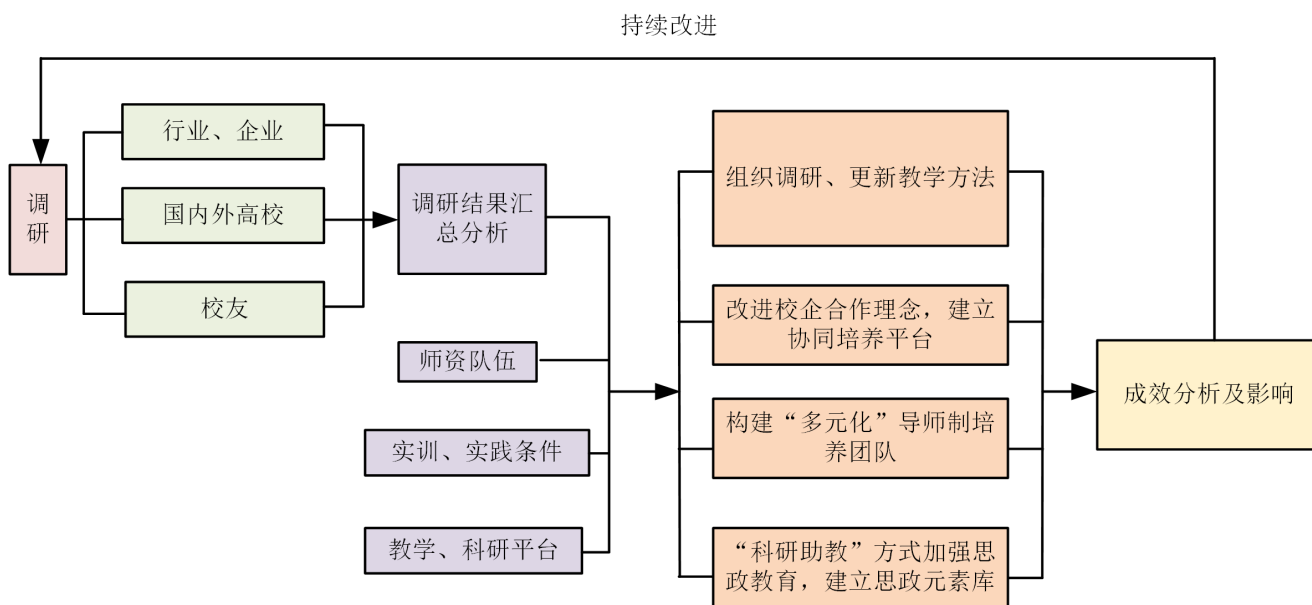 持续改进
调
研
行业、企业
国内外高校
校友
调研结果汇
总分析
师资队伍
实训、实践条件
教学、科研平台
组织调研、更新教学方法
改进校企合作理念，建立
协同培养平台
构建“多元化”导师制培
养团队
“科研助教”方式加强思
政教育，建立思政元素库
成效分析及影响